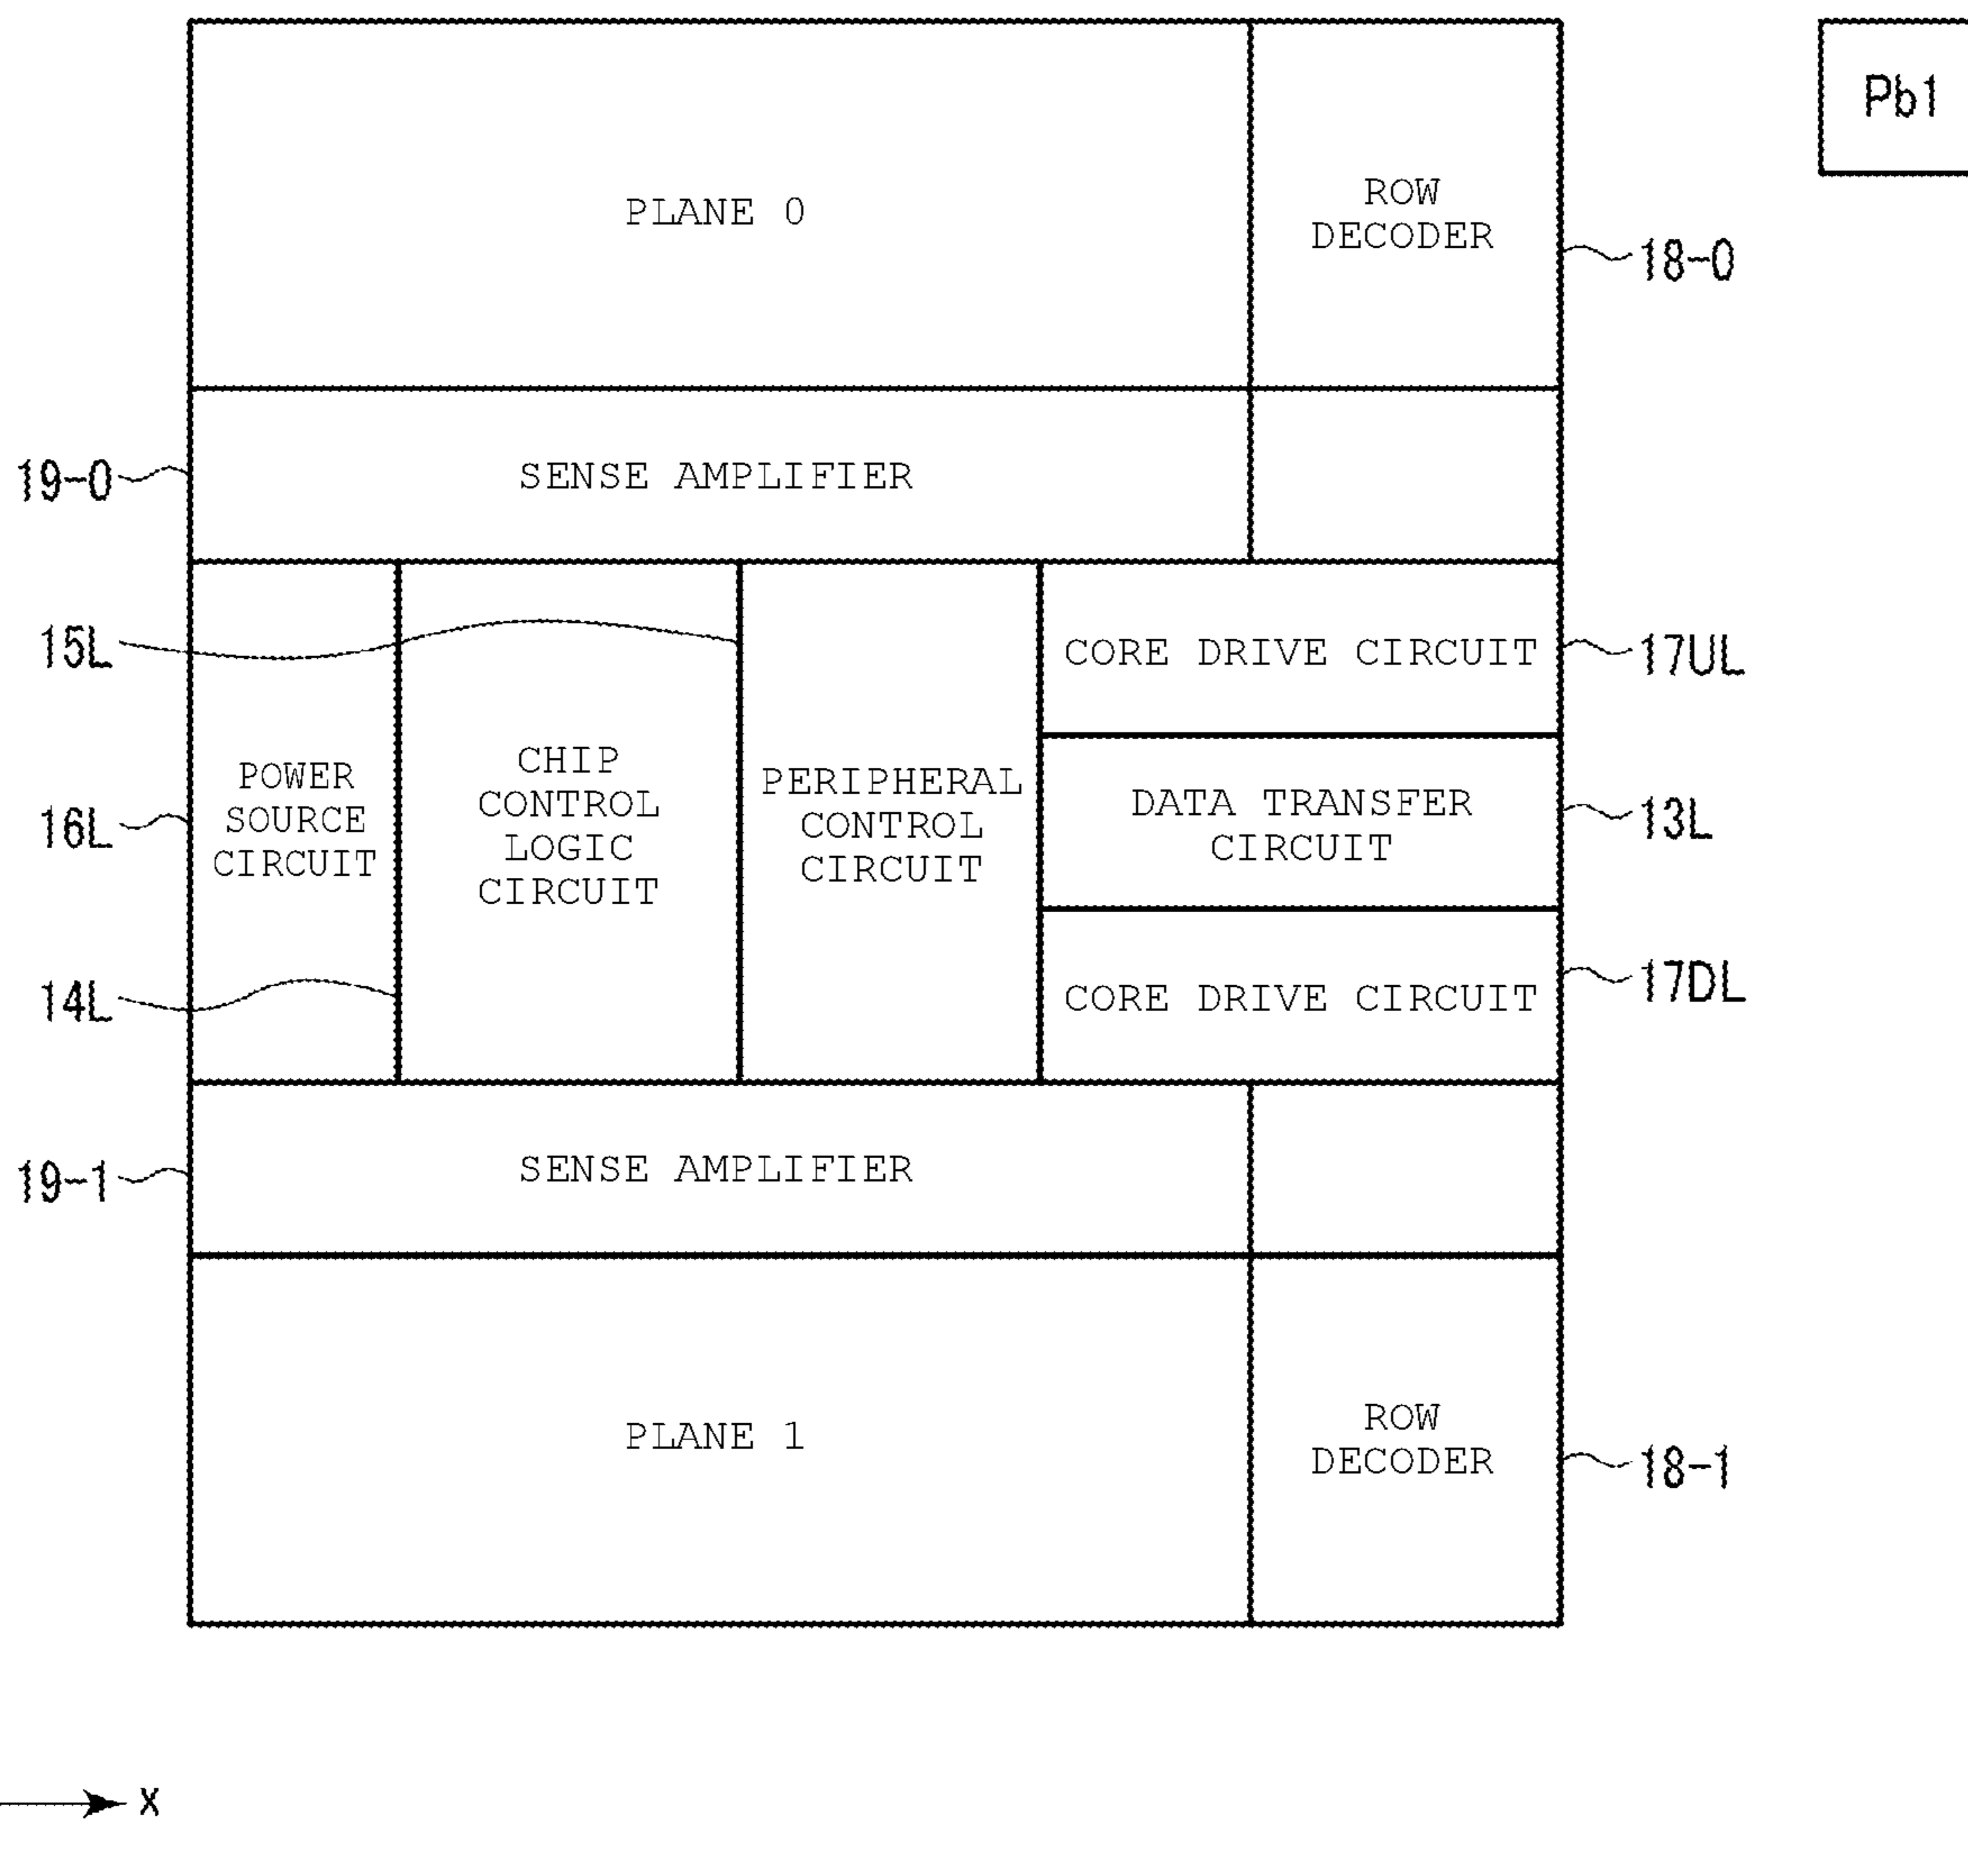 Pb1
PLANE 0
ROW
DECODER
18-0
19-0
SENSE AMPLIFIER
15L
CORE DRIVE CIRCUIT
17UL
16L
POWER
SOURCE
CIRCUIT
CHIP
CONTROL
LOGIC
CIRCUIT
PERIPHERAL
CONTROL
CIRCUIT
DATA TRANSFER
CIRCUIT
13L
14L
CORE DRIVE CIRCUIT
17DL
19-1
SENSE AMPLIFIER
PLANE 1
ROW
DECODER
18-1
X